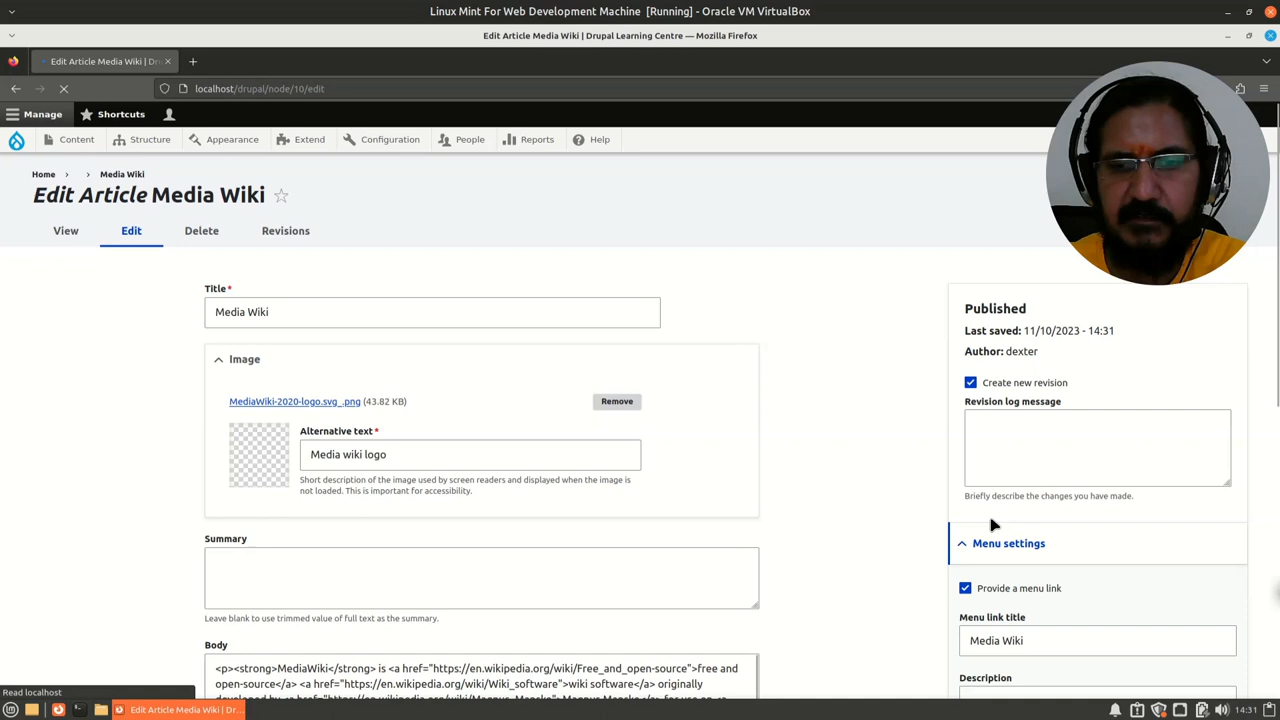 Linux Mint For Web Development Machine [Running] - Oracle VM VirtualBox
Edit Article Media Wiki | Drupal Learning Centre — Mozilla Firefox
Edit Article Media Wiki | Dr
localhost/drupal/node/10/edit
Manage Shortcuts
Content Structure Appearance Extend Configuration People Reports Help
Home › › Media Wiki
Edit Article Media Wiki
View Edit Delete Revisions
Title*
Media Wiki
Image
MediaWiki-2020-logo.svg_.png (43.82 KB) Remove
Alternative text*
Media wiki logo
Short description of the image used by screen readers and displayed when the image is
not loaded. This is important for accessibility.
Summary
Leave blank to use trimmed value of full text as the summary.
Body
<p><strong>MediaWiki</strong> is <a href="https://en.wikipedia.org/wiki/Free_and_open-source">free and
open-source</a> <a href="https://en.wikipedia.org/wiki/Wiki_software">wiki software</a> originally
Published
Last saved: 11/10/2023 - 14:31
Author: dexter
Create new revision
Revision log message
Briefly describe the changes you have made.
Menu settings
Provide a menu link
Menu link title
Media Wiki
Description
Read localhost
Edit Article Media Wiki | Dr...
14:31